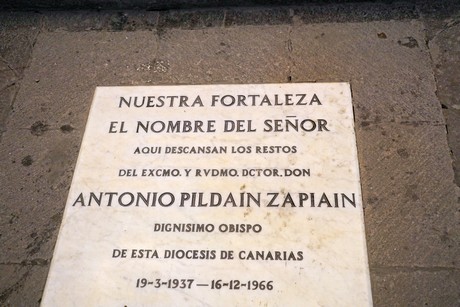 NUESTRA FORTALEZA
EL NOMBRE DEL SEÑOR
AQUI DESCANSAN LOS RESTOS
DEL EXCMO. Y RVDMO. DCTOR. DON
ANTONIO PILDAIN ZAPIAIN
DIGNISIMO OBISPO
DE ESTA DIOCESIS DE CANARIAS
19-3-1937 — 16-12-1966